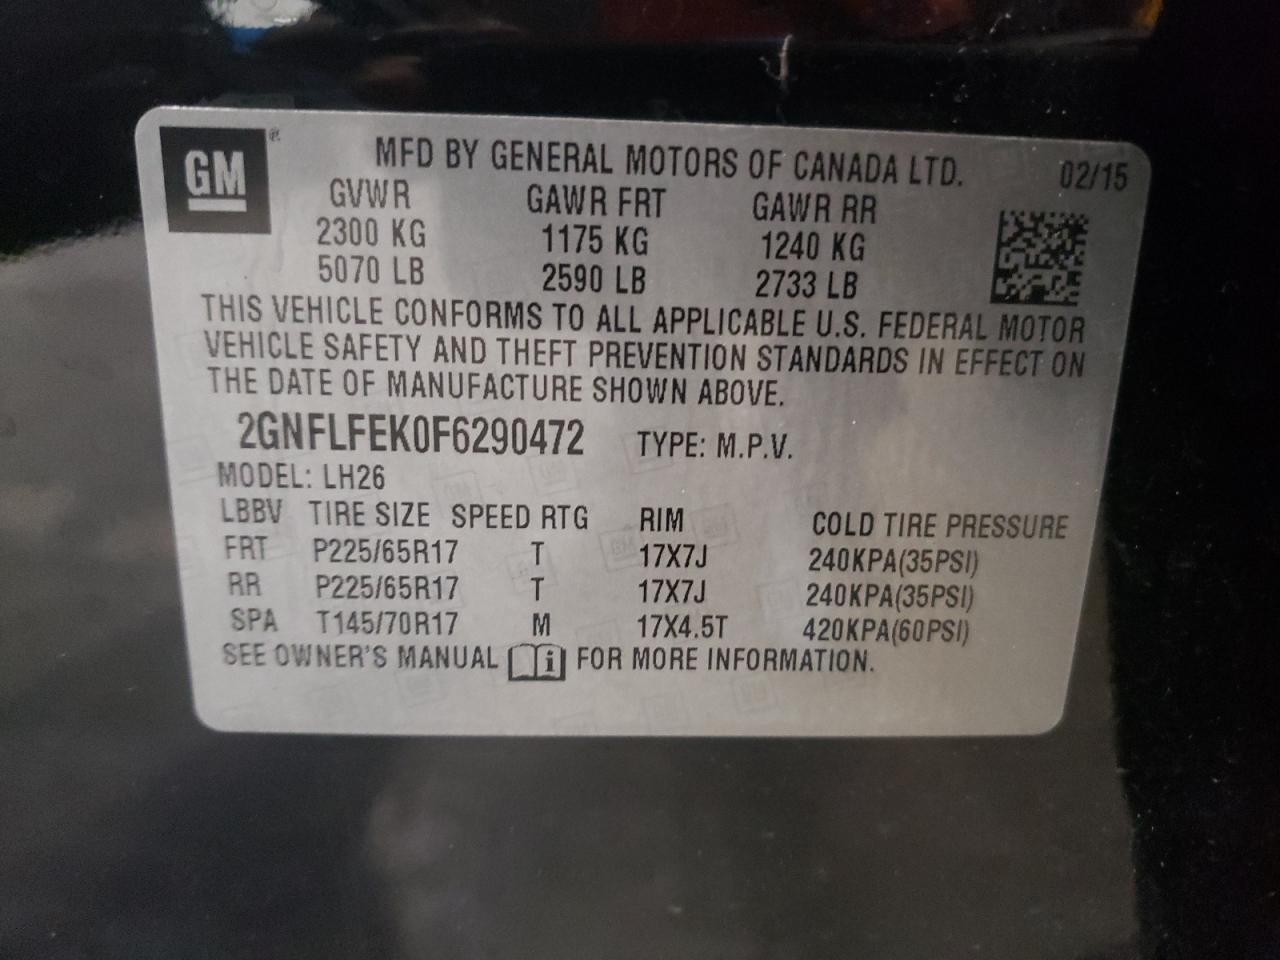 GM ® MFD BY GENERAL MOTORS OF CANADA LTD. 02/15
GVWR GAWR FRT GAWR RR
2300 KG 1175 KG 1240 KG
5070 LB 2590 LB 2733 LB
THIS VEHICLE CONFORMS TO ALL APPLICABLE U.S. FEDERAL MOTOR
VEHICLE SAFETY AND THEFT PREVENTION STANDARDS IN EFFECT ON
THE DATE OF MANUFACTURE SHOWN ABOVE.
2GNFLFEK0F6290472 TYPE: M.P.V.
MODEL: LH26
LBBV TIRE SIZE SPEED RTG RIM COLD TIRE PRESSURE
FRT P225/65R17 T 17X7J 240KPA(35PSI)
RR P225/65R17 T 17X7J 240KPA(35PSI)
SPA T145/70R17 M 17X4.5T 420KPA(60PSI)
SEE OWNER'S MANUAL i FOR MORE INFORMATION.